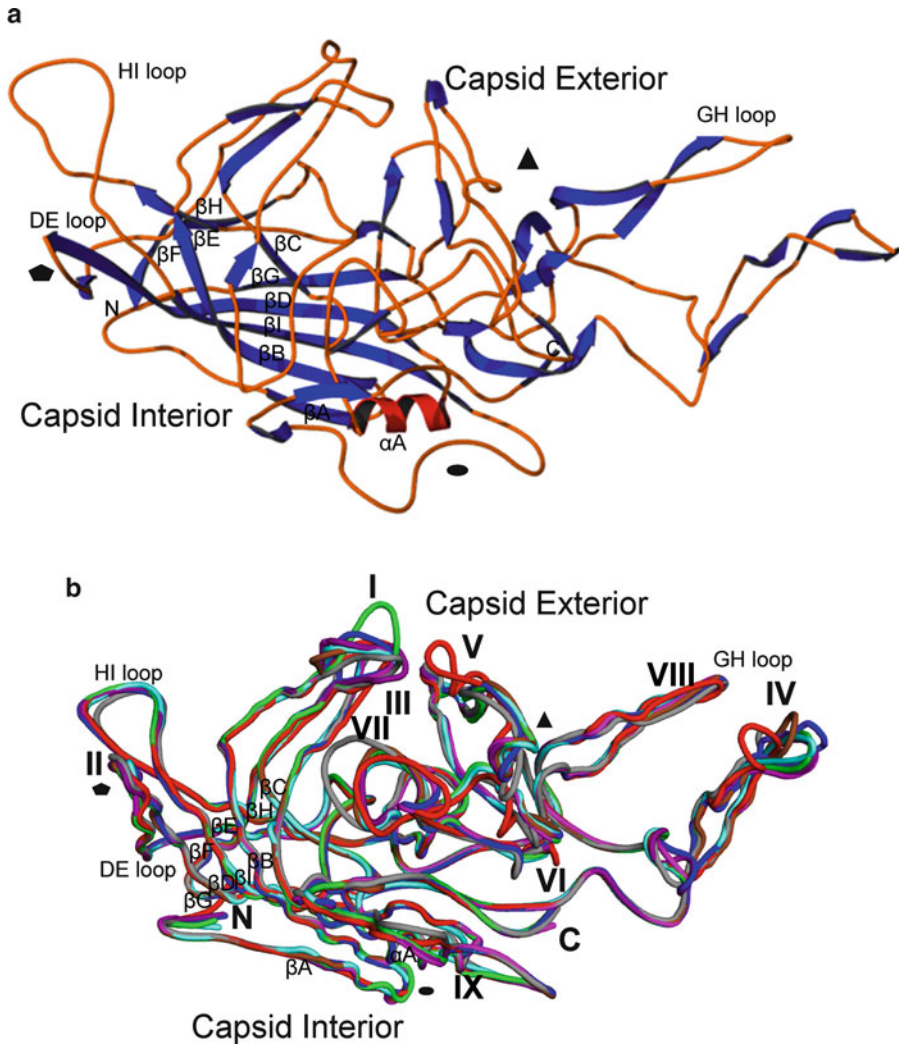 a
HI loop
Capsid Exterior
GH loop
DE loop
βH
βE
βC
βF
βG
N
βD
βI
βB
C
Capsid Interior
βA
αA
b
I
Capsid Exterior
V
HI loop
VIII
GH loop
III
IV
VII
II
βC
βH
βE
DE loop
βF
βB
βD
βI
VI
βG
N
C
βA
αA
IX
Capsid Interior